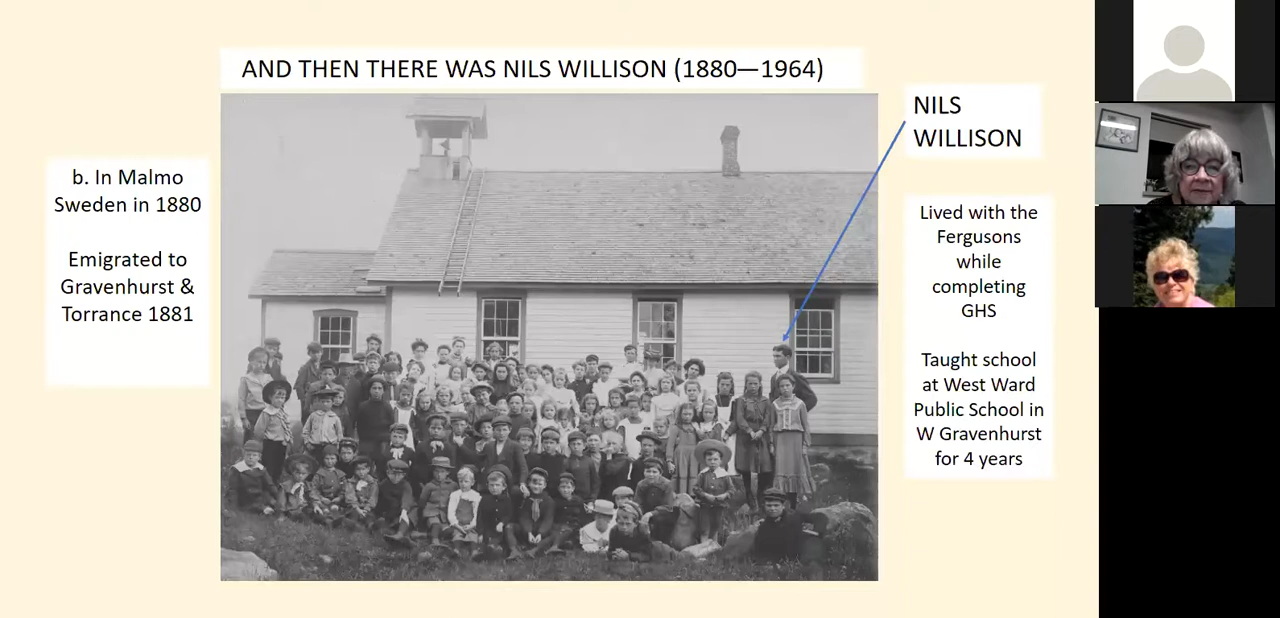 AND THEN THERE WAS NILS WILLISON (1880—1964)
b. In Malmo
Sweden in 1880
Emigrated to
Gravenhurst &
Torrance 1881
NILS
WILLISON
Lived with the
Fergusons
while
completing
GHS
Taught school
at West Ward
Public School in
W Gravenhurst
for 4 years